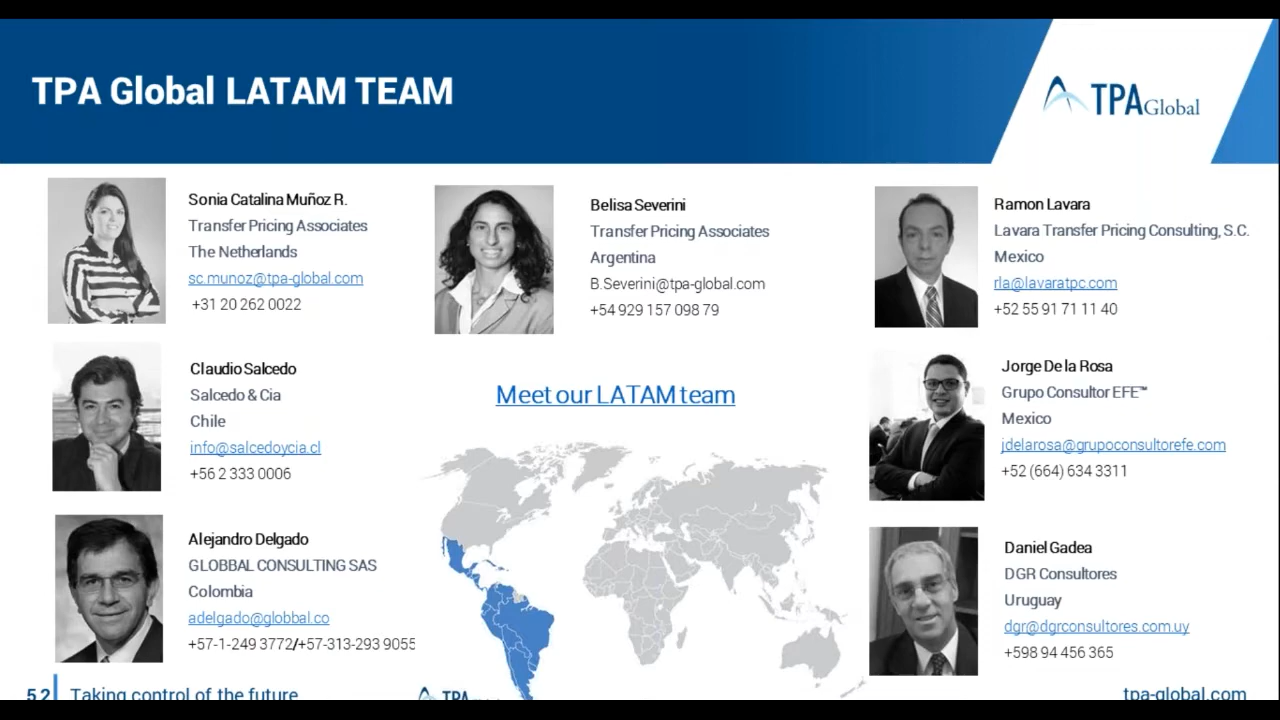 TPA Global LATAM TEAM
TPA Global
Sonia Catalina Muñoz R.
Transfer Pricing Associates
The Netherlands
sc.munoz@tpa-global.com
+31 20 262 0022
Belisa Severini
Transfer Pricing Associates
Argentina
B.Severini@tpa-global.com
+54 929 157 098 79
Ramon Lavara
Lavara Transfer Pricing Consulting, S.C.
Mexico
rla@lavaratpc.com
+52 55 91 71 11 40
Claudio Salcedo
Salcedo & Cia
Chile
info@salcedoycia.cl
+56 2 333 0006
Meet our LATAM team
Jorge De la Rosa
Grupo Consultor EFE™
Mexico
jdelarosa@grupoconsultorefe.com
+52 (664) 634 3311
Alejandro Delgado
GLOBBAL CONSULTING SAS
Colombia
adelgado@globbal.co
+57-1-249 3772/+57-313-293 9055
Daniel Gadea
DGR Consultores
Uruguay
dgr@dgrconsultores.com.uy
+598 94 456 365
52 Taking control of the future
TPA
tpa-global.com